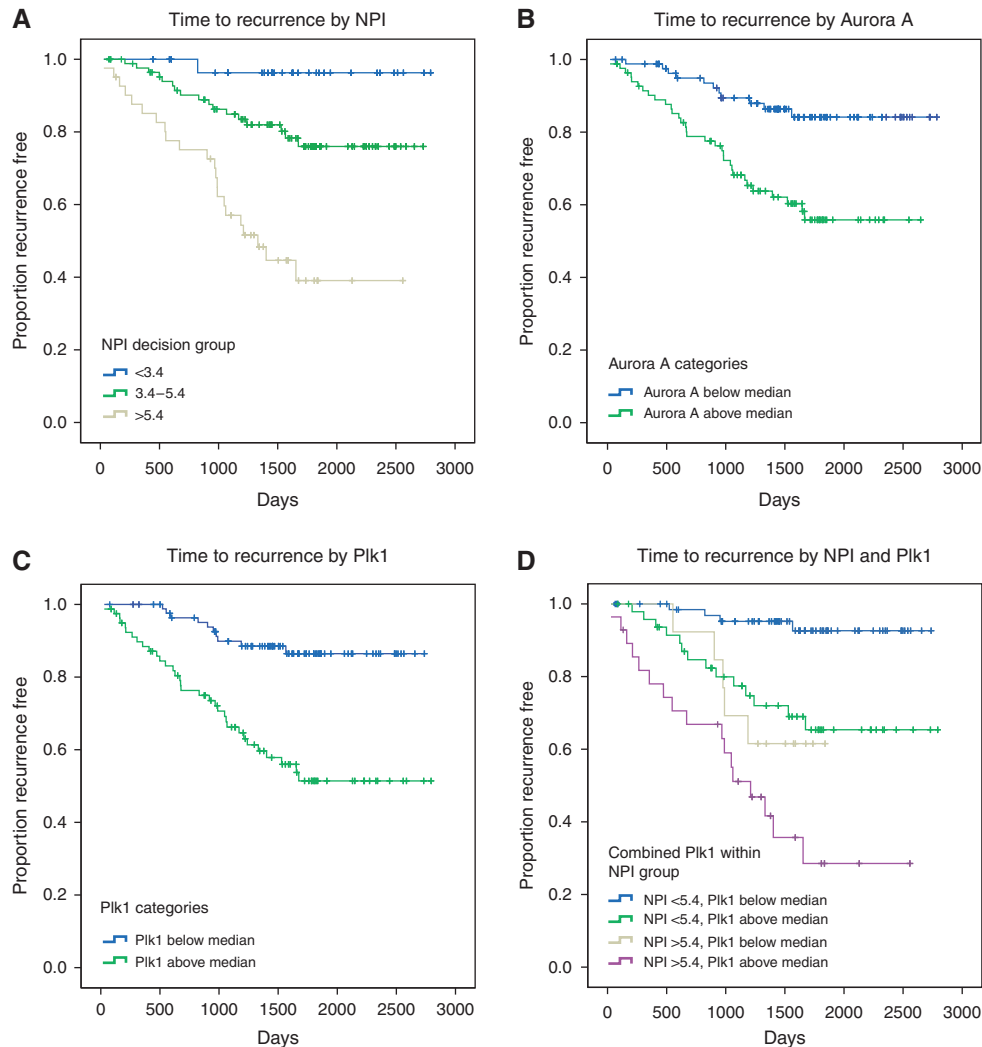 A
Time to recurrence by NPI
Proportion recurrence free
1.0
0.8
0.6
0.4
0.2
0.0
NPI decision group
<3.4
3.4–5.4
>5.4
0 500 1000 1500 2000 2500 3000
Days
B
Time to recurrence by Aurora A
Proportion recurrence free
1.0
0.8
0.6
0.4
0.2
0.0
Aurora A categories
Aurora A below median
Aurora A above median
0 500 1000 1500 2000 2500 3000
Days
C
Time to recurrence by Plk1
Proportion recurrence free
1.0
0.8
0.6
0.4
0.2
0.0
Plk1 categories
Plk1 below median
Plk1 above median
0 500 1000 1500 2000 2500 3000
Days
D
Time to recurrence by NPI and Plk1
Proportion recurrence free
1.0
0.8
0.6
0.4
0.2
0.0
Combined Plk1 within
NPI group
NPI <5.4, Plk1 below median
NPI <5.4, Plk1 above median
NPI >5.4, Plk1 below median
NPI >5.4, Plk1 above median
0 500 1000 1500 2000 2500 3000
Days